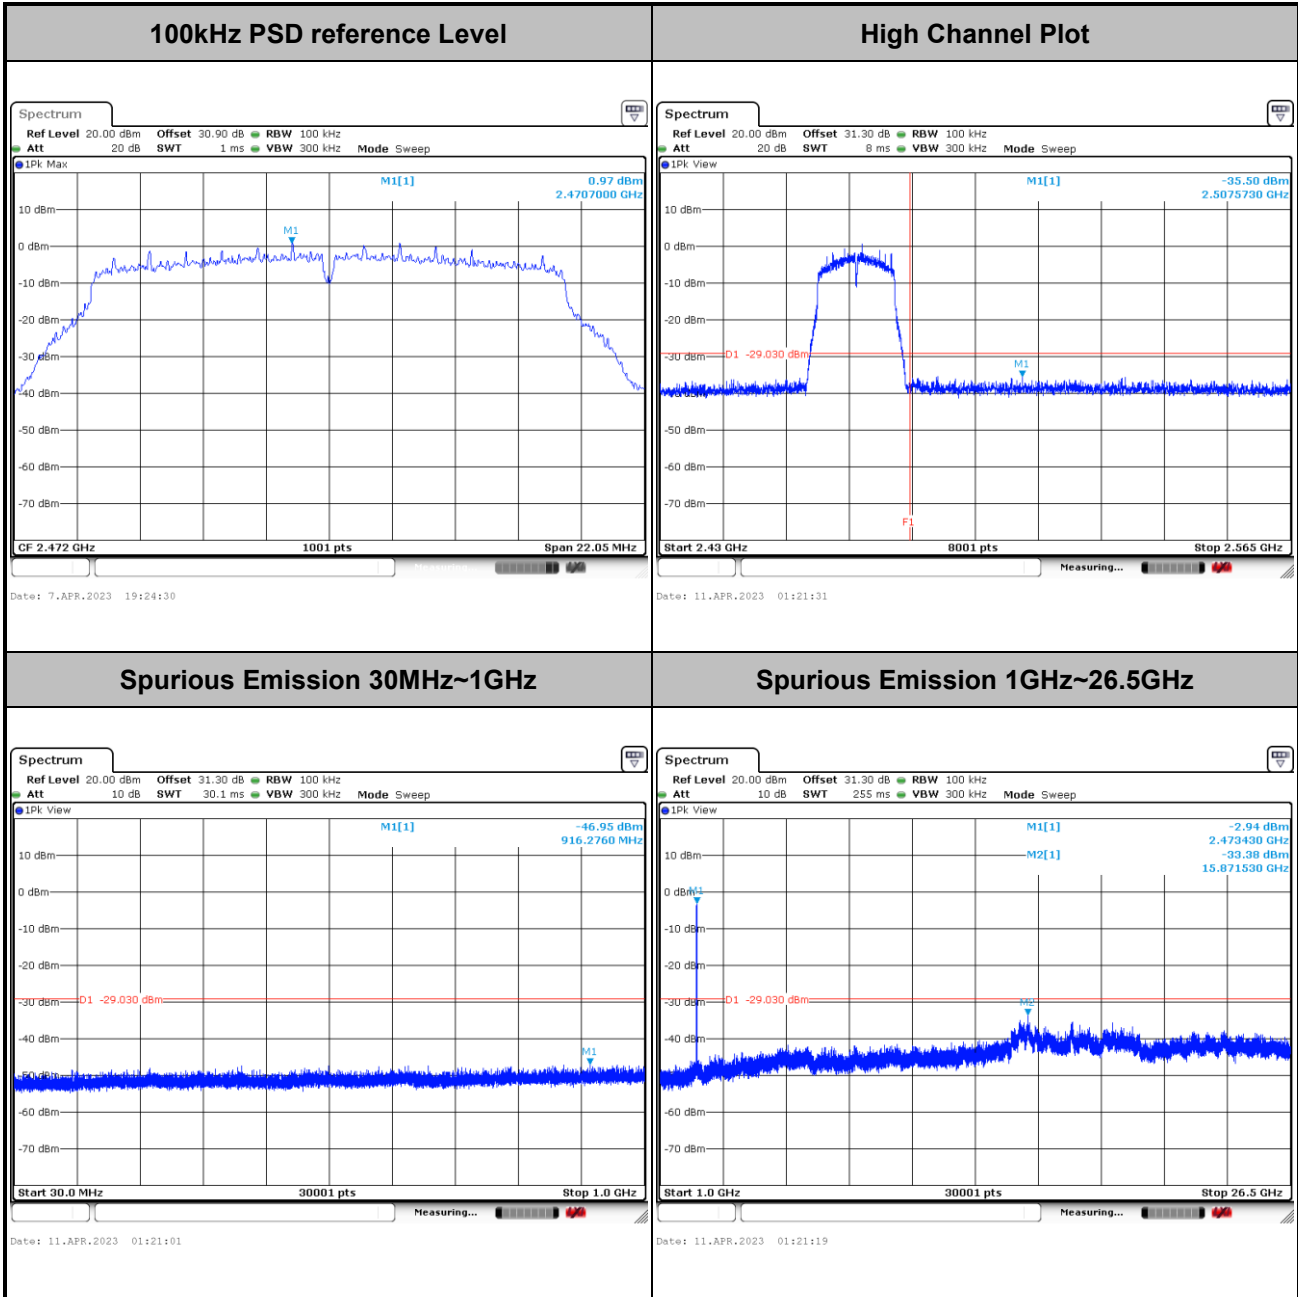 100kHz PSD reference Level
High Channel Plot
Spectrum
Ref Level 20.00 dBm Offset 30.90 dB RBW 100 kHz
Att 20 dB SWT 1 ms VBW 300 kHz Mode Sweep
1Pk Max
M1[1] 0.97 dBm
2.4707000 GHz
10 dBm
M1
0 dBm
-10 dBm
-20 dBm
-30 dBm
-40 dBm
-50 dBm
-60 dBm
-70 dBm
CF 2.472 GHz 1001 pts Span 22.05 MHz
Date: 7.APR.2023 19:24:30
Spectrum
Ref Level 20.00 dBm Offset 31.30 dB RBW 100 kHz
Att 20 dB SWT 8 ms VBW 300 kHz Mode Sweep
1Pk View
M1[1] -35.50 dBm
2.5075730 GHz
10 dBm
0 dBm
-10 dBm
-20 dBm
-30 dBm
D1 -29.030 dBm
M1
-40 dBm
-50 dBm
-60 dBm
-70 dBm
F1
Start 2.43 GHz 8001 pts Stop 2.565 GHz
Measuring...
Date: 11.APR.2023 01:21:31
Spurious Emission 30MHz~1GHz
Spurious Emission 1GHz~26.5GHz
Spectrum
Ref Level 20.00 dBm Offset 31.30 dB RBW 100 kHz
Att 10 dB SWT 30.1 ms VBW 300 kHz Mode Sweep
1Pk View
M1[1] -46.95 dBm
916.2760 MHz
10 dBm
0 dBm
-10 dBm
-20 dBm
-30 dBm
D1 -29.030 dBm
-40 dBm
M1
-50 dBm
-60 dBm
-70 dBm
Start 30.0 MHz 30001 pts Stop 1.0 GHz
Measuring...
Date: 11.APR.2023 01:21:01
Spectrum
Ref Level 20.00 dBm Offset 31.30 dB RBW 100 kHz
Att 10 dB SWT 255 ms VBW 300 kHz Mode Sweep
1Pk View
M1[1] -2.94 dBm
2.473430 GHz
10 dBm
M2[1] -33.38 dBm
15.871530 GHz
0 dBm
M1
-10 dBm
-20 dBm
-30 dBm
D1 -29.030 dBm
M2
-40 dBm
-50 dBm
-60 dBm
-70 dBm
Start 1.0 GHz 30001 pts Stop 26.5 GHz
Measuring...
Date: 11.APR.2023 01:21:19